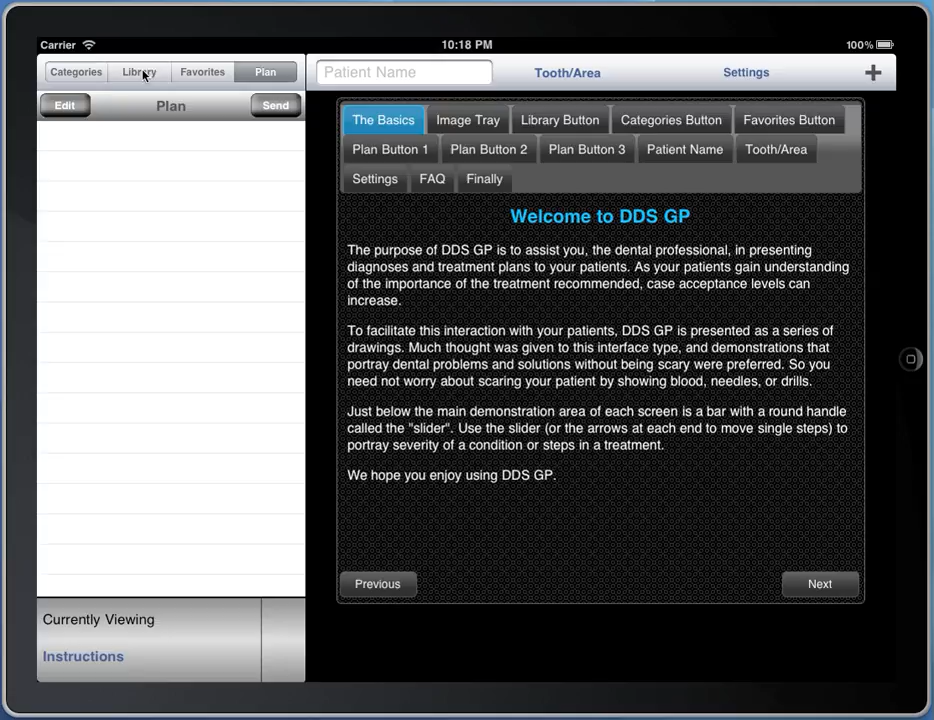 Carrier 10:18 PM 100%
Categories Library Favorites Plan Patient Name Tooth/Area Settings +
Edit Plan Send
The Basics Image Tray Library Button Categories Button Favorites Button
Plan Button 1 Plan Button 2 Plan Button 3 Patient Name Tooth/Area
Settings FAQ Finally
Welcome to DDS GP
The purpose of DDS GP is to assist you, the dental professional, in presenting
diagnoses and treatment plans to your patients. As your patients gain understanding
of the importance of the treatment recommended, case acceptance levels can
increase.
To facilitate this interaction with your patients, DDS GP is presented as a series of
drawings. Much thought was given to this interface type, and demonstrations that
portray dental problems and solutions without being scary were preferred. So you
need not worry about scaring your patient by showing blood, needles, or drills.
Just below the main demonstration area of each screen is a bar with a round handle
called the "slider". Use the slider (or the arrows at each end to move single steps) to
portray severity of a condition or steps in a treatment.
We hope you enjoy using DDS GP.
Previous Next
Currently Viewing
Instructions